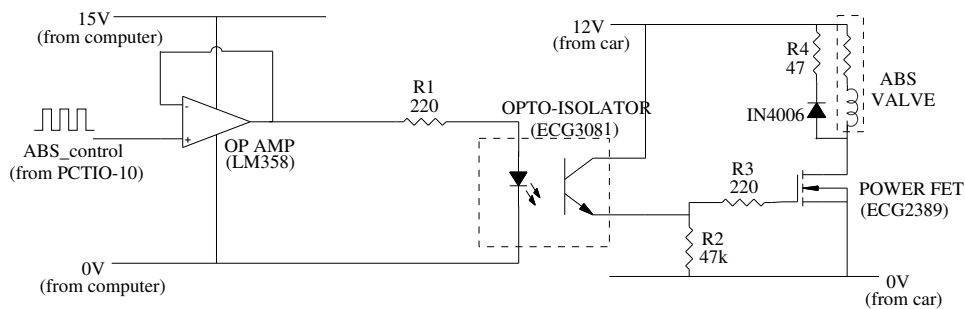 15V
(from computer)
12V
(from car)
R4
47
ABS
VALVE
R1
220
OPTO-ISOLATOR
(ECG3081)
IN4006
-
+
ABS_control
(from PCTIO-10)
OP AMP
(LM358)
R3
220
POWER FET
(ECG2389)
R2
47k
0V
(from computer)
0V
(from car)